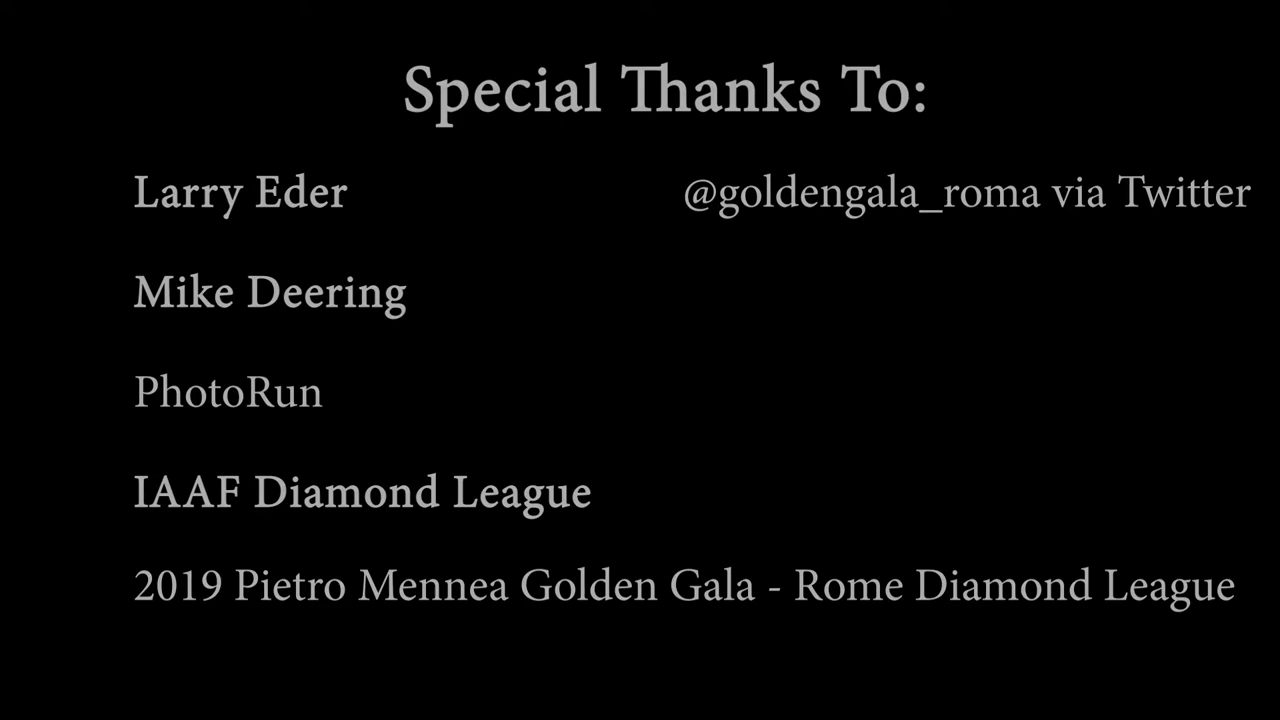 Special Thanks To:
Larry Eder
@goldengala_roma via Twitter
Mike Deering
PhotoRun
IAAF Diamond League
2019 Pietro Mennea Golden Gala - Rome Diamond League